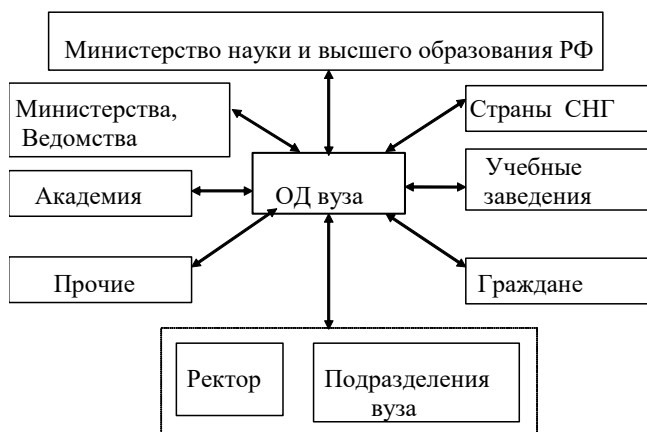 Министерство науки и высшего образования РФ
Министерства,
Ведомства
Страны СНГ
Академия
ОД вуза
Учебные
заведения
Прочие
Граждане
Ректор
Подразделения
вуза